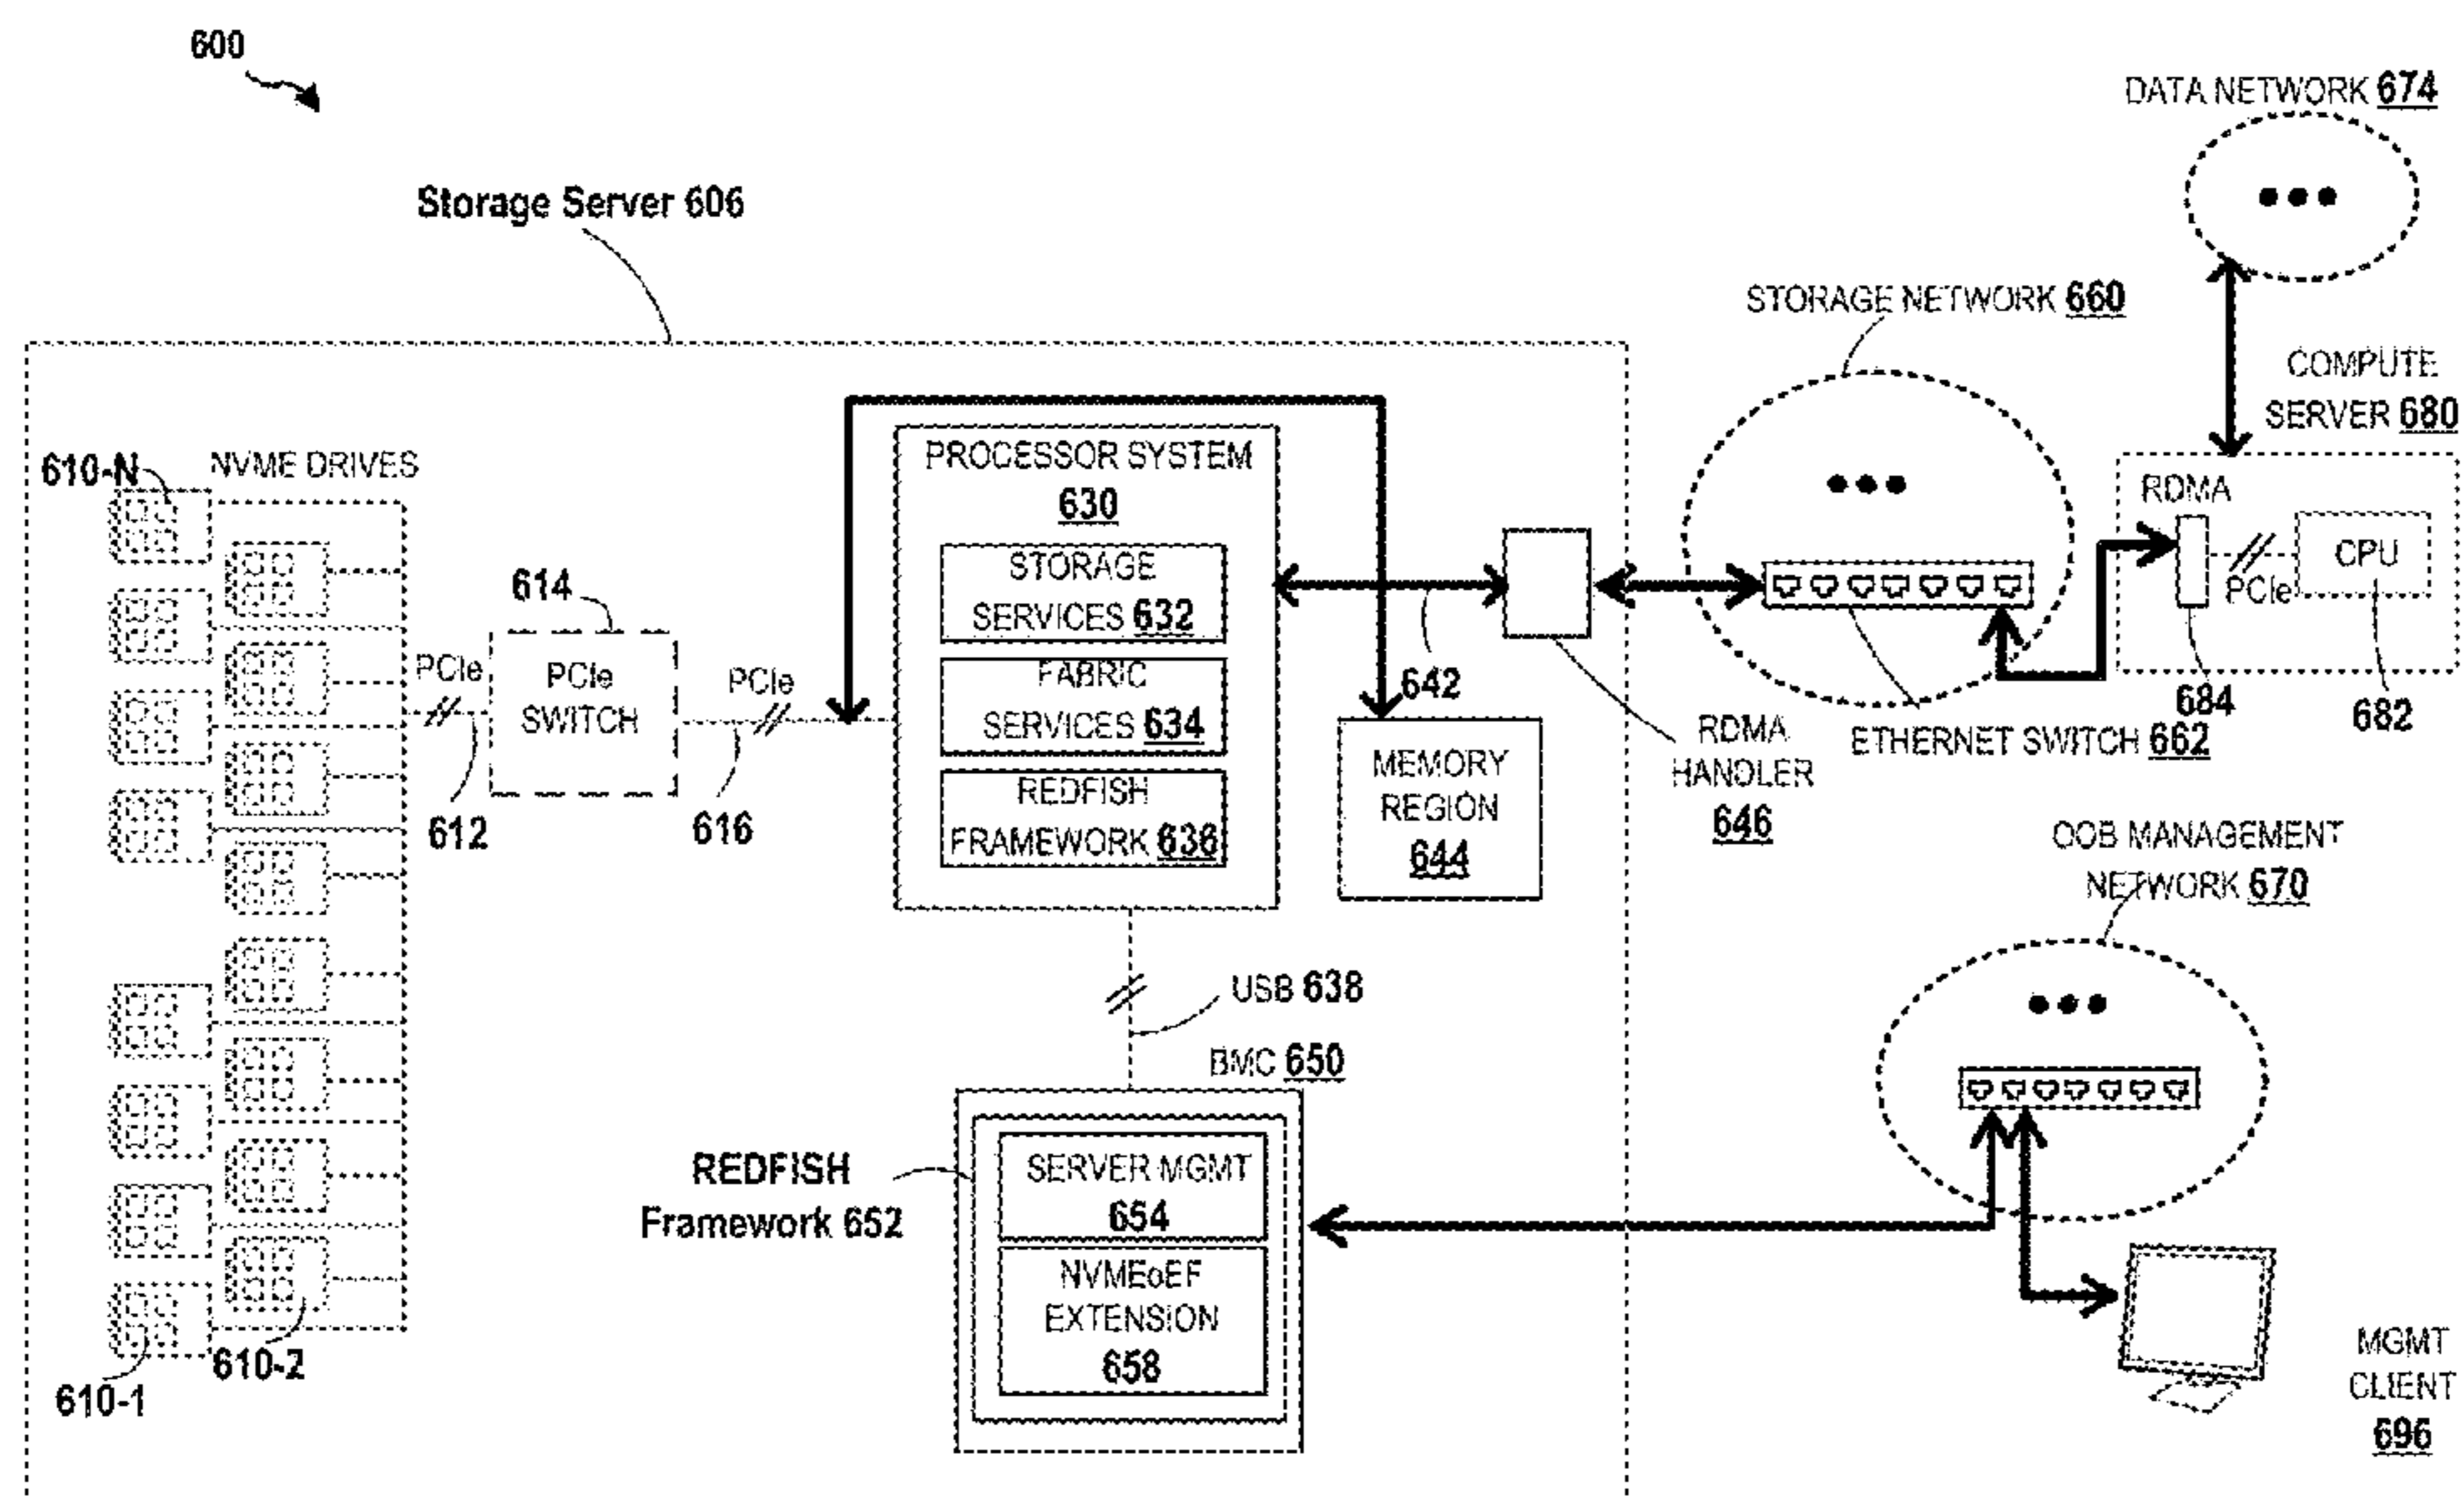 600
DATA NETWORK 674
Storage Server 606
STORAGE NETWORK 660
COMPUTE
SERVER 680
610-N
NVME DRIVES
PROCESSOR SYSTEM
630
STORAGE
SERVICES 632
FABRIC
SERVICES 634
REDFISH
FRAMEWORK 636
614
PCIe
PCIe
SWITCH
PCIe
612
616
642
MEMORY
REGION
644
RDMA
HANDLER
646
ETHERNET SWITCH 662
RDMA
PCIe
CPU
684
682
OOB MANAGEMENT
NETWORK 670
USB 638
BMC 650
REDFISH
Framework 652
SERVER MGMT
654
NVMEoEF
EXTENSION
658
610-2
610-1
MGMT
CLIENT
696